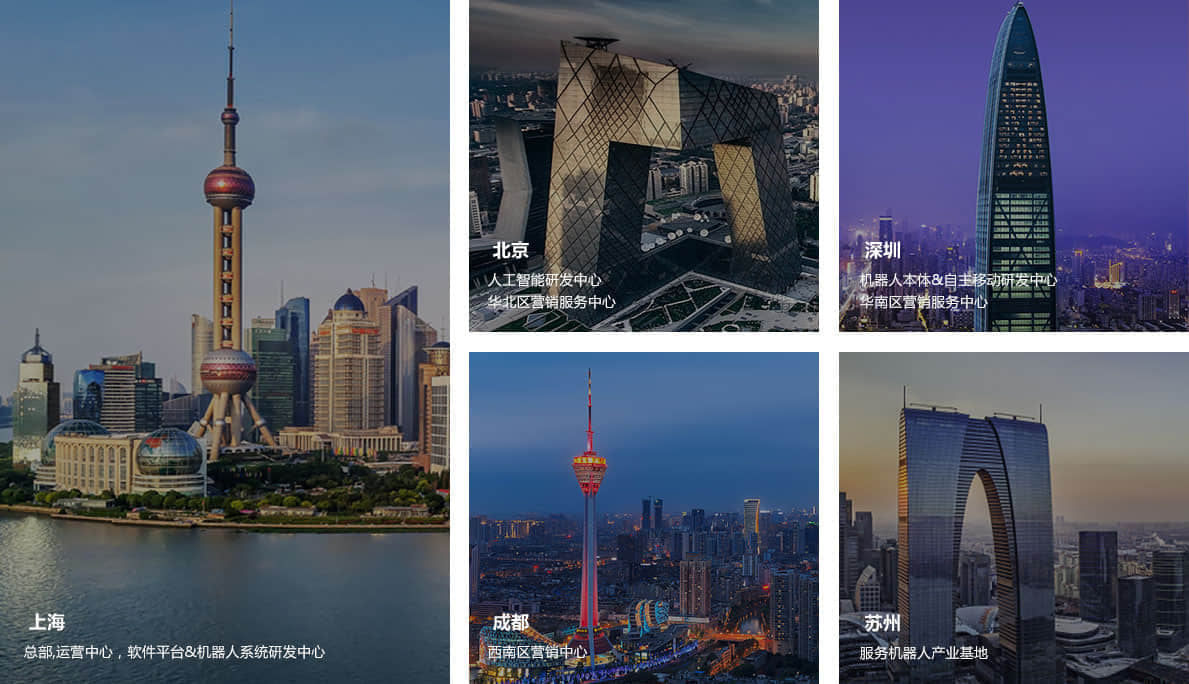 上海
总部,运营中心，软件平台&机器人系统研发中心
北京
人工智能研发中心
华北区营销服务中心
深圳
机器人本体&自主移动研发中心
华南区营销服务中心
成都
西南区营销中心
苏州
服务机器人产业基地